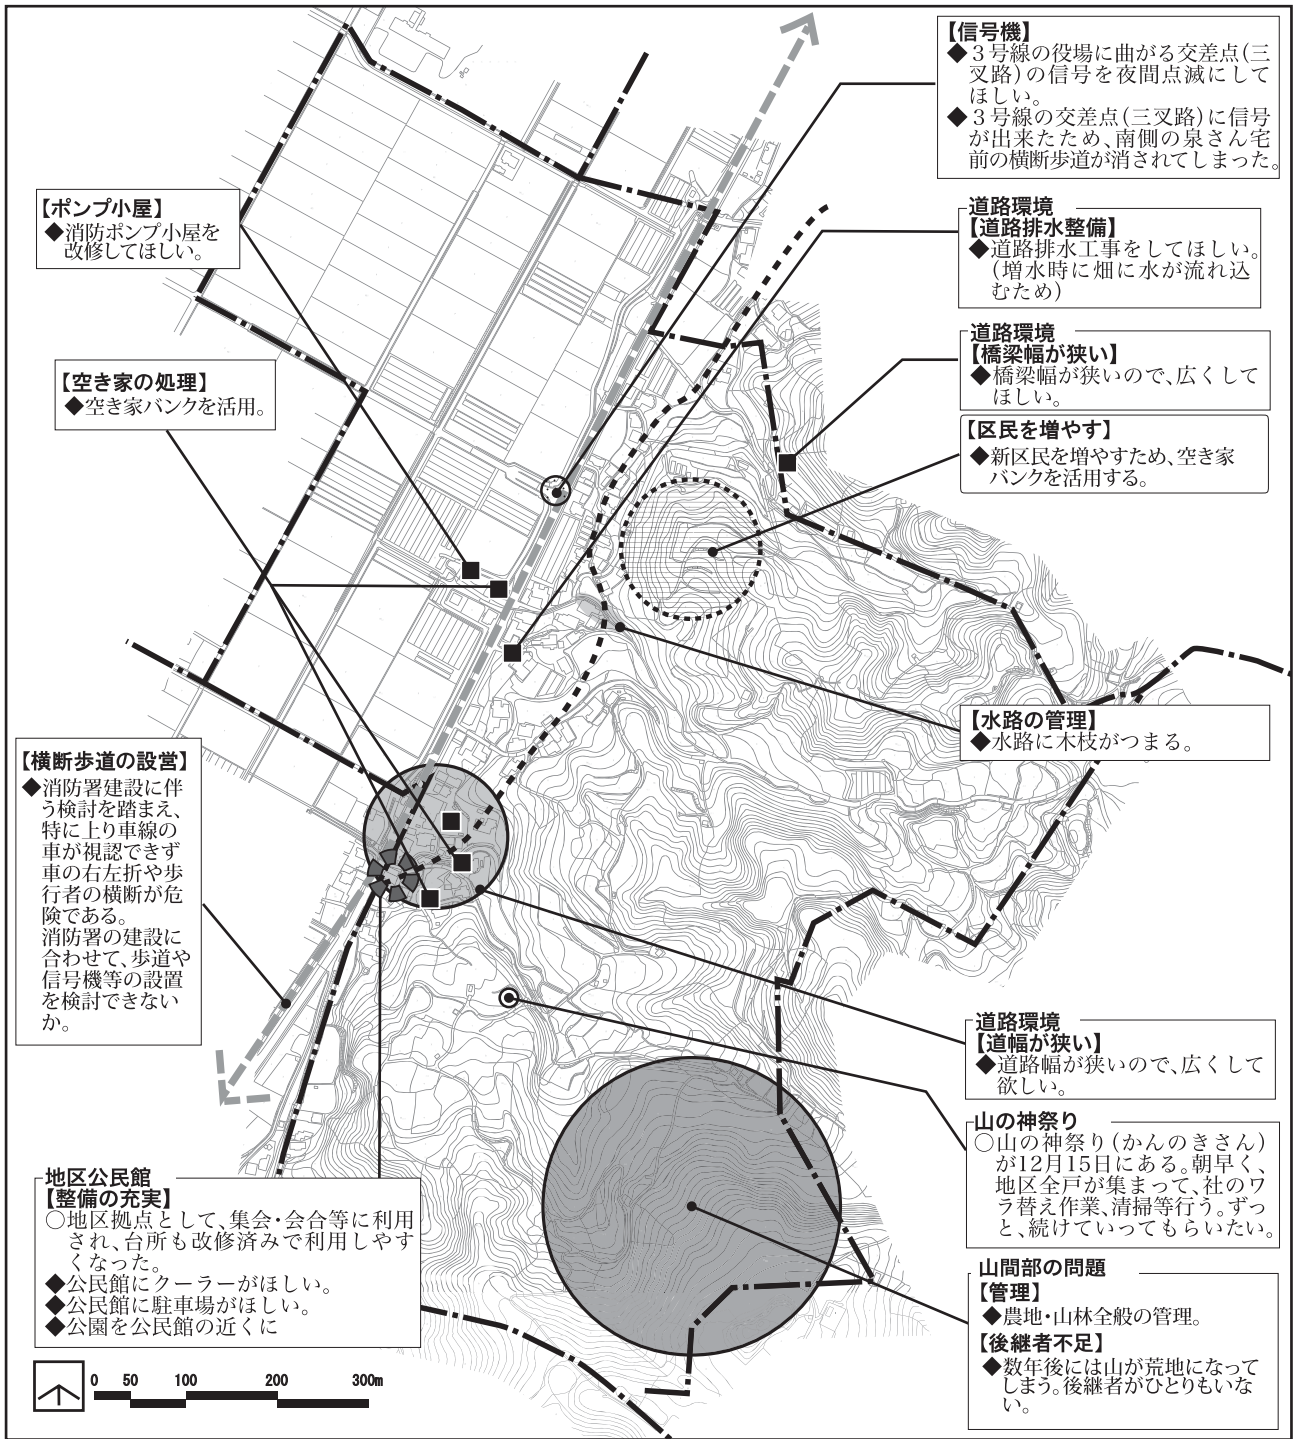 【信号機】
◆３号線の役場に曲がる交差点(三
叉路)の信号を夜間点滅にして
ほしい。
◆３号線の交差点(三叉路)に信号
が出来たため、南側の泉さん宅
前の横断歩道が消されてしまった。
【ポンプ小屋】
◆消防ポンプ小屋を
改修してほしい。
道路環境
【道路排水整備】
◆道路排水工事をしてほしい。
(増水時に畑に水が流れ込
むため)
道路環境
【橋梁幅が狭い】
◆橋梁幅が狭いので、広くして
ほしい。
【空き家の処理】
◆空き家バンクを活用。
【区民を増やす】
◆新区民を増やすため、空き家
バンクを活用する。
【水路の管理】
◆水路に木枝がつまる。
【横断歩道の設営】
◆消防署建設に伴
う検討を踏まえ、
特に上り車線の
車が視認できず
車の右左折や歩
行者の横断が危
険である。
消防署の建設に
合わせて、歩道や
信号機等の設置
を検討できない
か。
道路環境
【道幅が狭い】
◆道路幅が狭いので、広くして
欲しい。
山の神祭り
○山の神祭り(かんのきさん)
が12月15日にある。朝早く、
地区全戸が集まって、社のワ
ラ替え作業、清掃等行う。ずっ
と、続けていってもらいたい。
地区公民館
【整備の充実】
○地区拠点として、集会・会合等に利用
され、台所も改修済みで利用しやす
くなった。
◆公民館にクーラーがほしい。
◆公民館に駐車場がほしい。
◆公園を公民館の近くに
山間部の問題
【管理】
◆農地・山林全般の管理。
【後継者不足】
◆数年後には山が荒地になって
しまう。後継者がひとりもいな
い。
0 50 100 200 300m